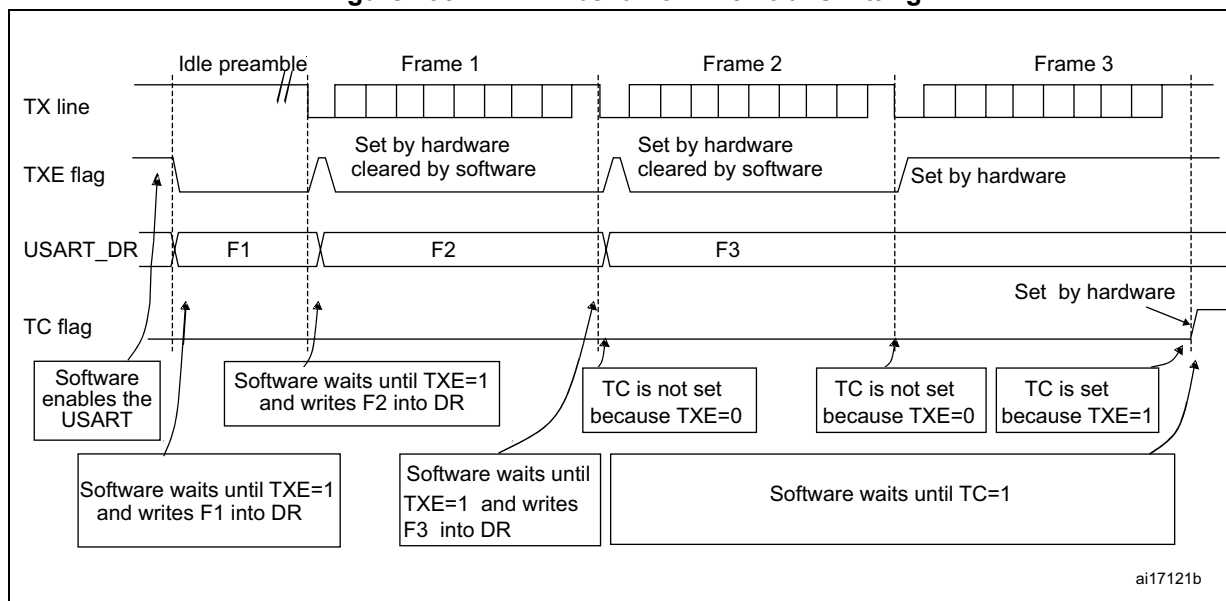 Idle preamble Frame 1 Frame 2 Frame 3
TX line
Set by hardware
cleared by software
Set by hardware
cleared by software
TXE flag
Set by hardware
USART_DR F1 F2 F3
Set by hardware
TC flag
Software
enables the
USART
Software waits until TXE=1
and writes F2 into DR
TC is not set
because TXE=0
TC is not set
because TXE=0
TC is set
because TXE=1
Software waits until TXE=1
and writes F1 into DR
Software waits until
TXE=1 and writes
F3 into DR
Software waits until TC=1
ai17121b